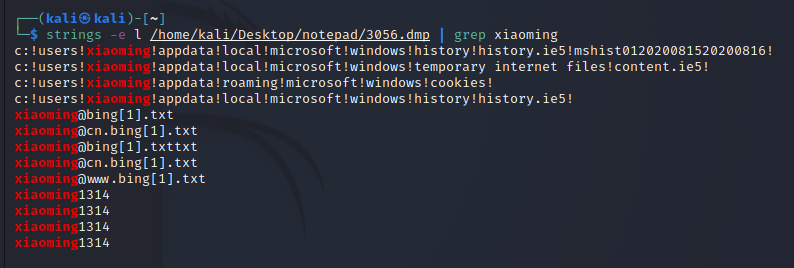 ┌──(kali㉿kali)-[~]
└─$ strings -e l /home/kali/Desktop/notepad/3056.dmp | grep xiaoming
c:!users!xiaoming!appdata!local!microsoft!windows!history!history.ie5!mshist012020081520200816!
c:!users!xiaoming!appdata!local!microsoft!windows!temporary internet files!content.ie5!
c:!users!xiaoming!appdata!roaming!microsoft!windows!cookies!
c:!users!xiaoming!appdata!local!microsoft!windows!history!history.ie5!
xiaoming@bing[1].txt
xiaoming@cn.bing[1].txt
xiaoming@bing[1].txttxt
xiaoming@cn.bing[1].txt
xiaoming@www.bing[1].txt
xiaoming1314
xiaoming1314
xiaoming1314
xiaoming1314